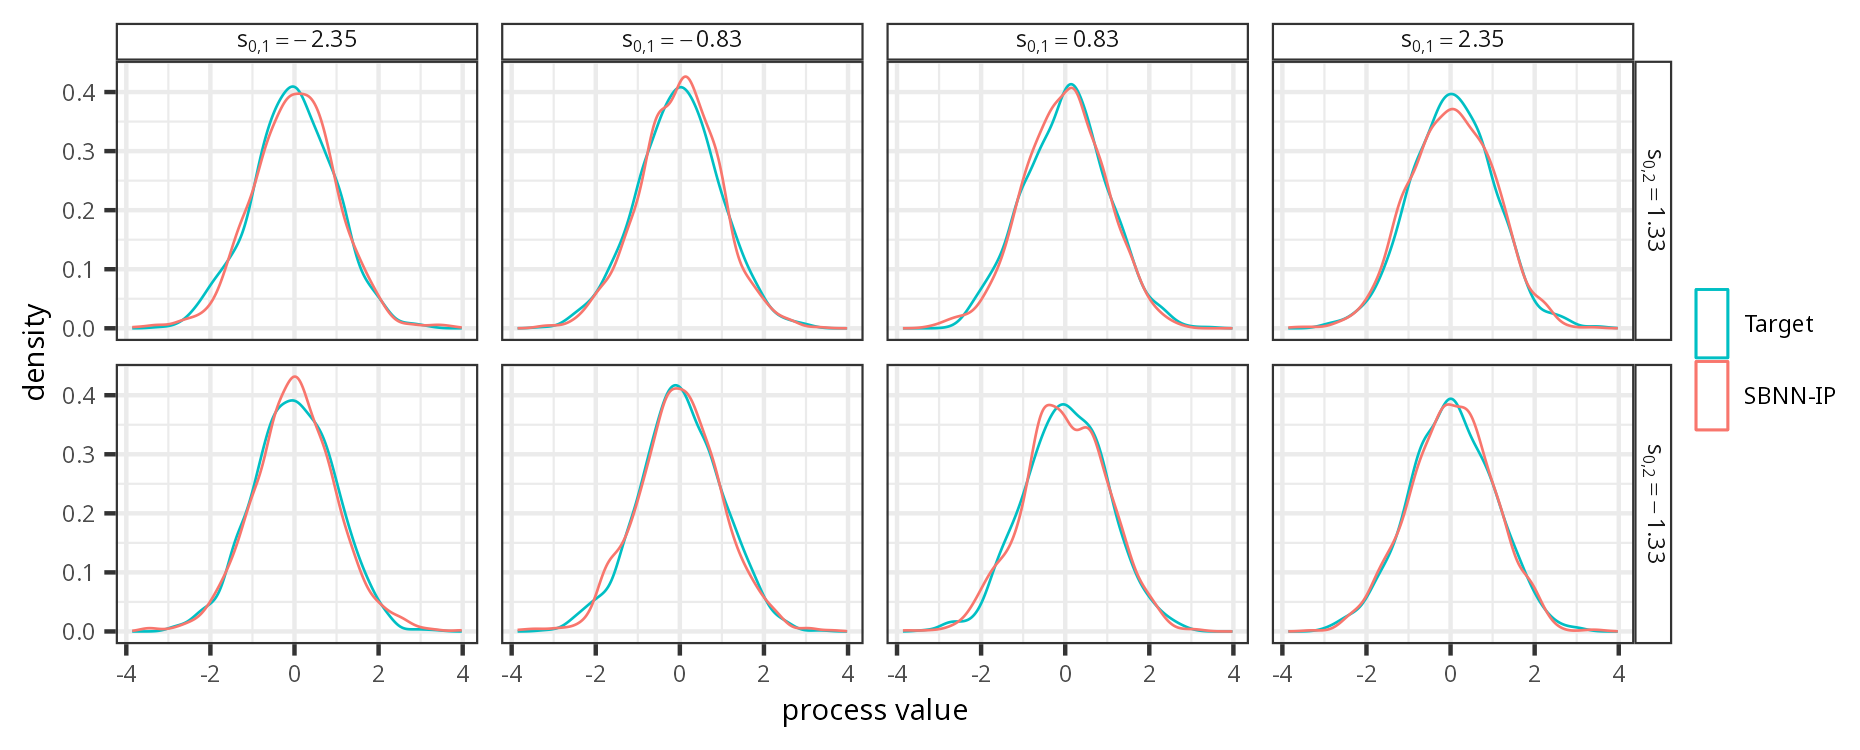 s0,1 = −2.35
s0,1 = −0.83
s0,1 = 0.83
s0,1 = 2.35
0.4
0.3
0.2
0.1
0.0
s0,2 = 1.33
0.4
0.3
0.2
0.1
0.0
s0,2 = −1.33
density
-4 -2 0 2 4
-4 -2 0 2 4
-4 -2 0 2 4
-4 -2 0 2 4
process value
Target
SBNN-IP